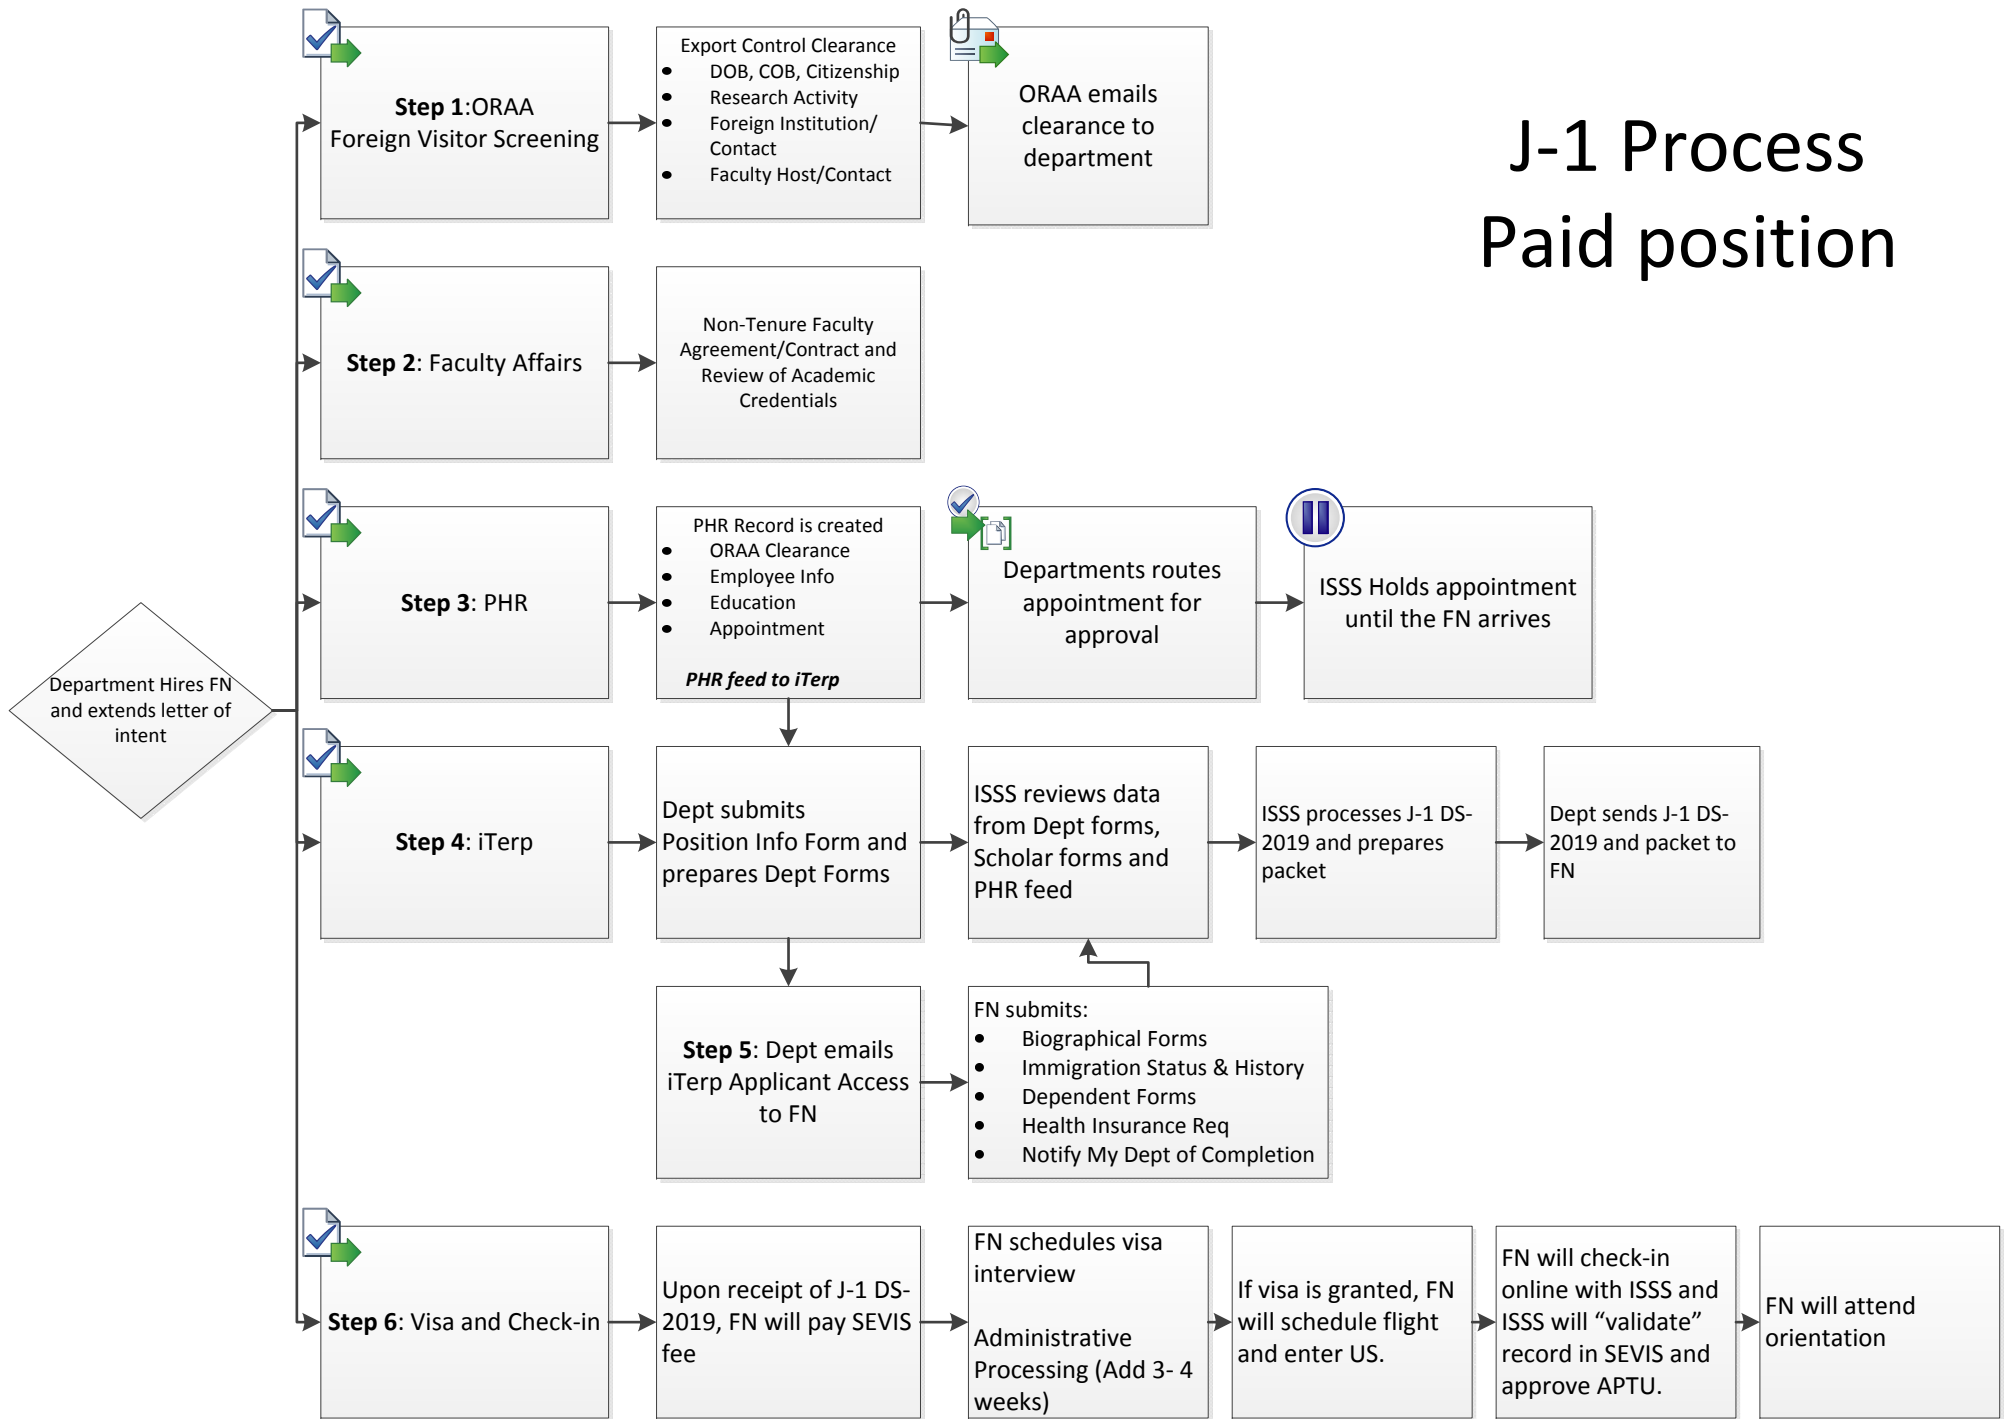 J-1 Process
Paid position
Department Hires FN
and extends letter of
intent
Step 1:ORAA
Foreign Visitor Screening
Export Control Clearance
• DOB, COB, Citizenship
• Research Activity
• Foreign Institution/
Contact
• Faculty Host/Contact
ORAA emails
clearance to
department
Step 2: Faculty Affairs
Non-Tenure Faculty
Agreement/Contract and
Review of Academic
Credentials
Step 3: PHR
PHR Record is created
• ORAA Clearance
• Employee Info
• Education
• Appointment
PHR feed to iTerp
Departments routes
appointment for
approval
ISSS Holds appointment
until the FN arrives
Step 4: iTerp
Dept submits
Position Info Form and
prepares Dept Forms
ISSS reviews data
from Dept forms,
Scholar forms and
PHR feed
ISSS processes J-1 DS-
2019 and prepares
packet
Dept sends J-1 DS-
2019 and packet to
FN
Step 5: Dept emails
iTerp Applicant Access
to FN
FN submits:
• Biographical Forms
• Immigration Status & History
• Dependent Forms
• Health Insurance Req
• Notify My Dept of Completion
Step 6: Visa and Check-in
Upon receipt of J-1 DS-
2019, FN will pay SEVIS
fee
FN schedules visa
interview
Administrative
Processing (Add 3- 4
weeks)
If visa is granted, FN
will schedule flight
and enter US.
FN will check-in
online with ISSS and
ISSS will “validate”
record in SEVIS and
approve APTU.
FN will attend
orientation